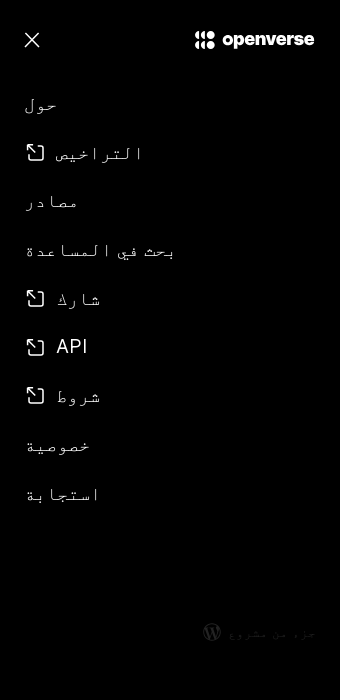 openverse
حول
التراخيص
مصادر
بحث في المساعدة
شارك
API
شروط
خصوصية
استجابة
جزء من مشروع